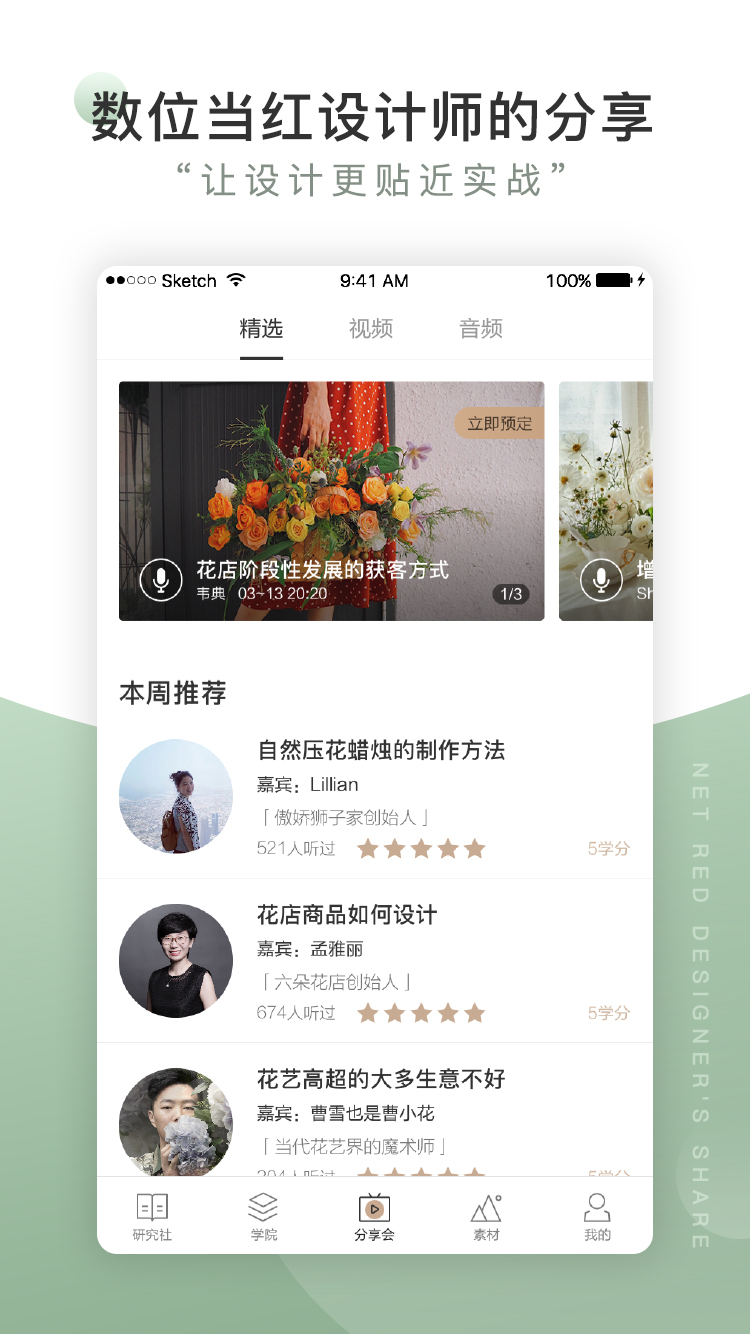 数位当红设计师的分享
“让设计更贴近实战”
Sketch 9:41 AM 100%
精选 视频 音频
立即预定
花店阶段性发展的获客方式
韦典 03-13 20:20
1/3
增
Sh
本周推荐
自然压花蜡烛的制作方法
嘉宾：Lillian
「傲娇狮子家创始人」
521人听过 5学分
花店商品如何设计
嘉宾：孟雅丽
「六朵花店创始人」
674人听过 5学分
花艺高超的大多生意不好
嘉宾：曹雪也是曹小花
「当代花艺界的魔术师」
研究社 学院 分享会 素材 我的
NET RED DESIGNER'S SHARE